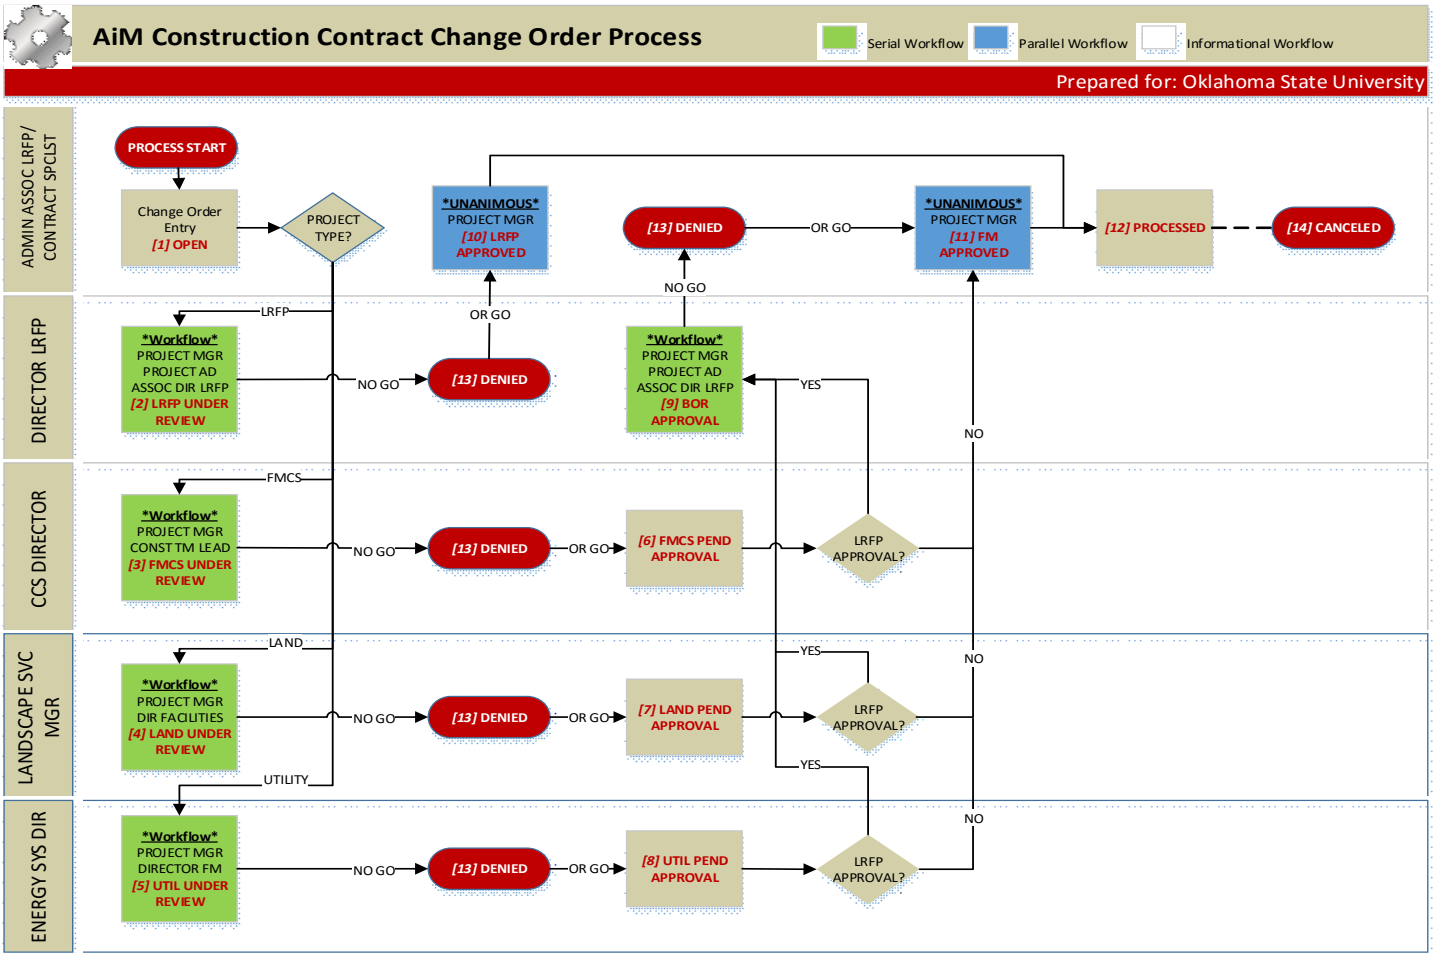 AiM Construction Contract Change Order Process
Serial Workflow
Parallel Workflow
Informational Workflow
Prepared for: Oklahoma State University
ADMIN ASSOC LRFP/
CONTRACT SPCLST
PROCESS START
Change Order
Entry
[1] OPEN
PROJECT
TYPE?
*UNANIMOUS*
PROJECT MGR
[10] LRFP
APPROVED
[13] DENIED
OR GO
*UNANIMOUS*
PROJECT MGR
[11] FM
APPROVED
[12] PROCESSED
[14] CANCELED
NO GO
OR GO
DIRECTOR LRFP
LRFP
*Workflow*
PROJECT MGR
PROJECT AD
ASSOC DIR LRFP
[2] LRFP UNDER
REVIEW
NO GO
[13] DENIED
*Workflow*
PROJECT MGR
PROJECT AD
ASSOC DIR LRFP
[9] BOR
APPROVAL
YES
NO
CCS DIRECTOR
FMCS
*Workflow*
PROJECT MGR
CONST TM LEAD
[3] FMCS UNDER
REVIEW
NO GO
[13] DENIED
OR GO
[6] FMCS PEND
APPROVAL
LRFP
APPROVAL?
LANDSCAPE SVC
MGR
LAND
*Workflow*
PROJECT MGR
DIR FACILITIES
[4] LAND UNDER
REVIEW
NO GO
[13] DENIED
OR GO
[7] LAND PEND
APPROVAL
YES
LRFP
APPROVAL?
NO
UTILITY
YES
ENERGY SYS DIR
*Workflow*
PROJECT MGR
DIRECTOR FM
[5] UTIL UNDER
REVIEW
NO GO
[13] DENIED
OR GO
[8] UTIL PEND
APPROVAL
LRFP
APPROVAL?
NO